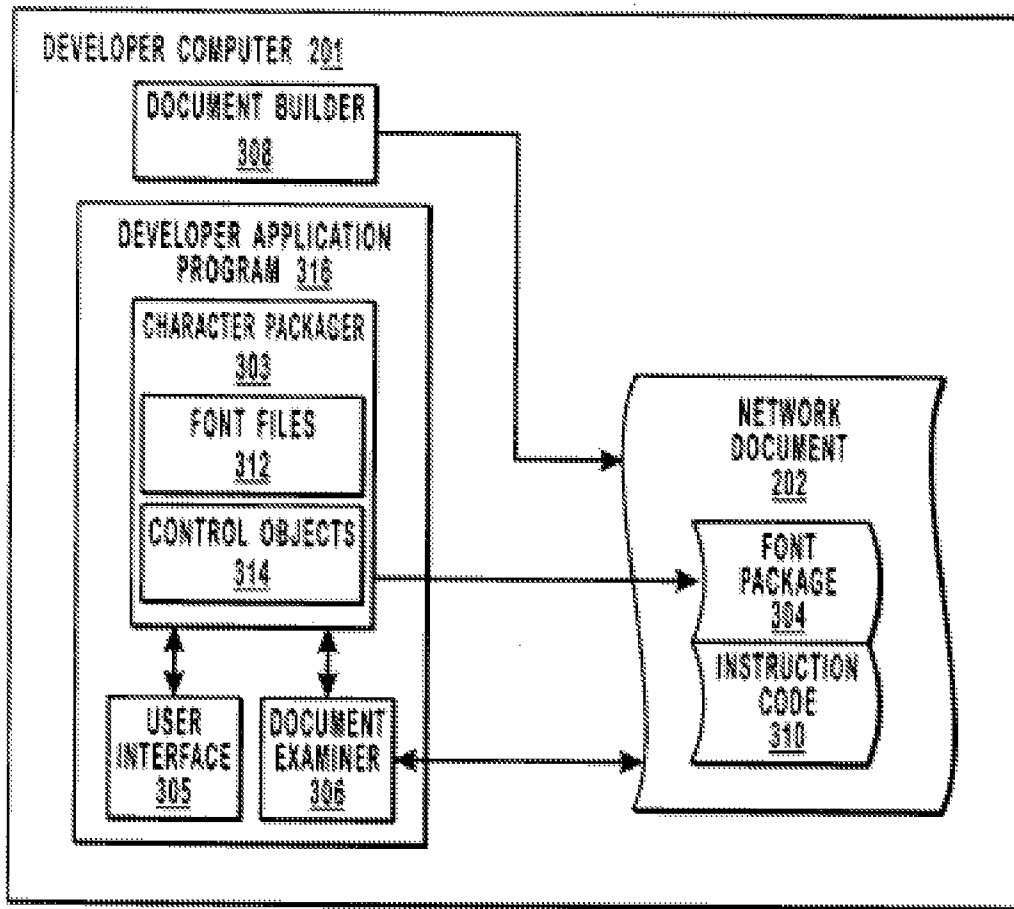 DEVELOPER COMPUTER 201
DOCUMENT BUILDER
308
DEVELOPER APPLICATION
PROGRAM 316
CHARACTER PACKAGER
303
FONT FILES
312
CONTROL OBJECTS
314
USER
INTERFACE
305
DOCUMENT
EXAMINER
306
NETWORK
DOCUMENT
202
FONT
PACKAGE
304
INSTRUCTION
CODE
310